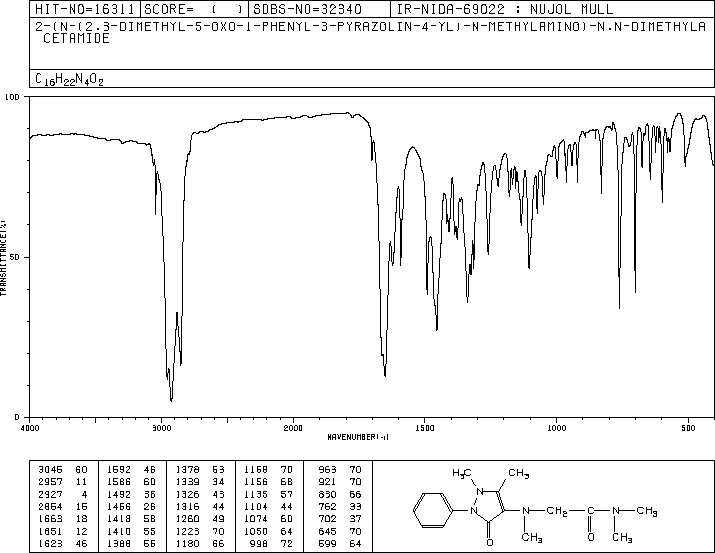 HIT-NO=16311 SCORE= ( ) SDBS-NO=32340 IR-NIDA-69022 : NUJOL MULL
2-(N-(2,3-DIMETHYL-5-OXO-1-PHENYL-3-PYRAZOLIN-4-YL)-N-METHYLAMINO)-N,N-DIMETHYLA
CETAMIDE
C16H22N4O2
100
50
0
TRANSMITTANCE(%)
4000 3000 2000 1500 1000 500
WAVENUMBER(-1)
3045 60 1592 46 1378 53 1168 70 963 70
2957 11 1586 60 1339 34 1156 68 921 70
2927 4 1492 36 1326 43 1135 57 830 66
2854 15 1456 26 1316 44 1104 44 762 33
1663 18 1418 58 1260 49 1074 60 702 37
1651 12 1410 55 1223 70 1050 64 645 70
1623 46 1388 55 1180 66 998 72 599 64
H3C CH3
N
N N CH2 C N CH3
O CH3 O CH3